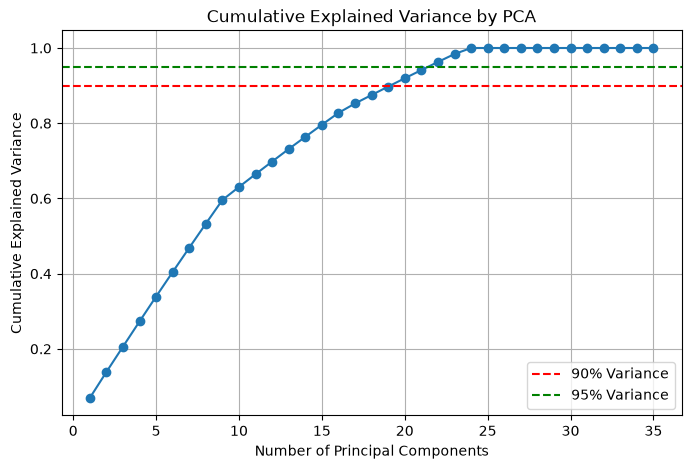 Cumulative Explained Variance by PCA
Cumulative Explained Variance
1.0
0.8
0.6
0.4
0.2
0
5
10
15
20
25
30
35
Number of Principal Components
90% Variance
95% Variance